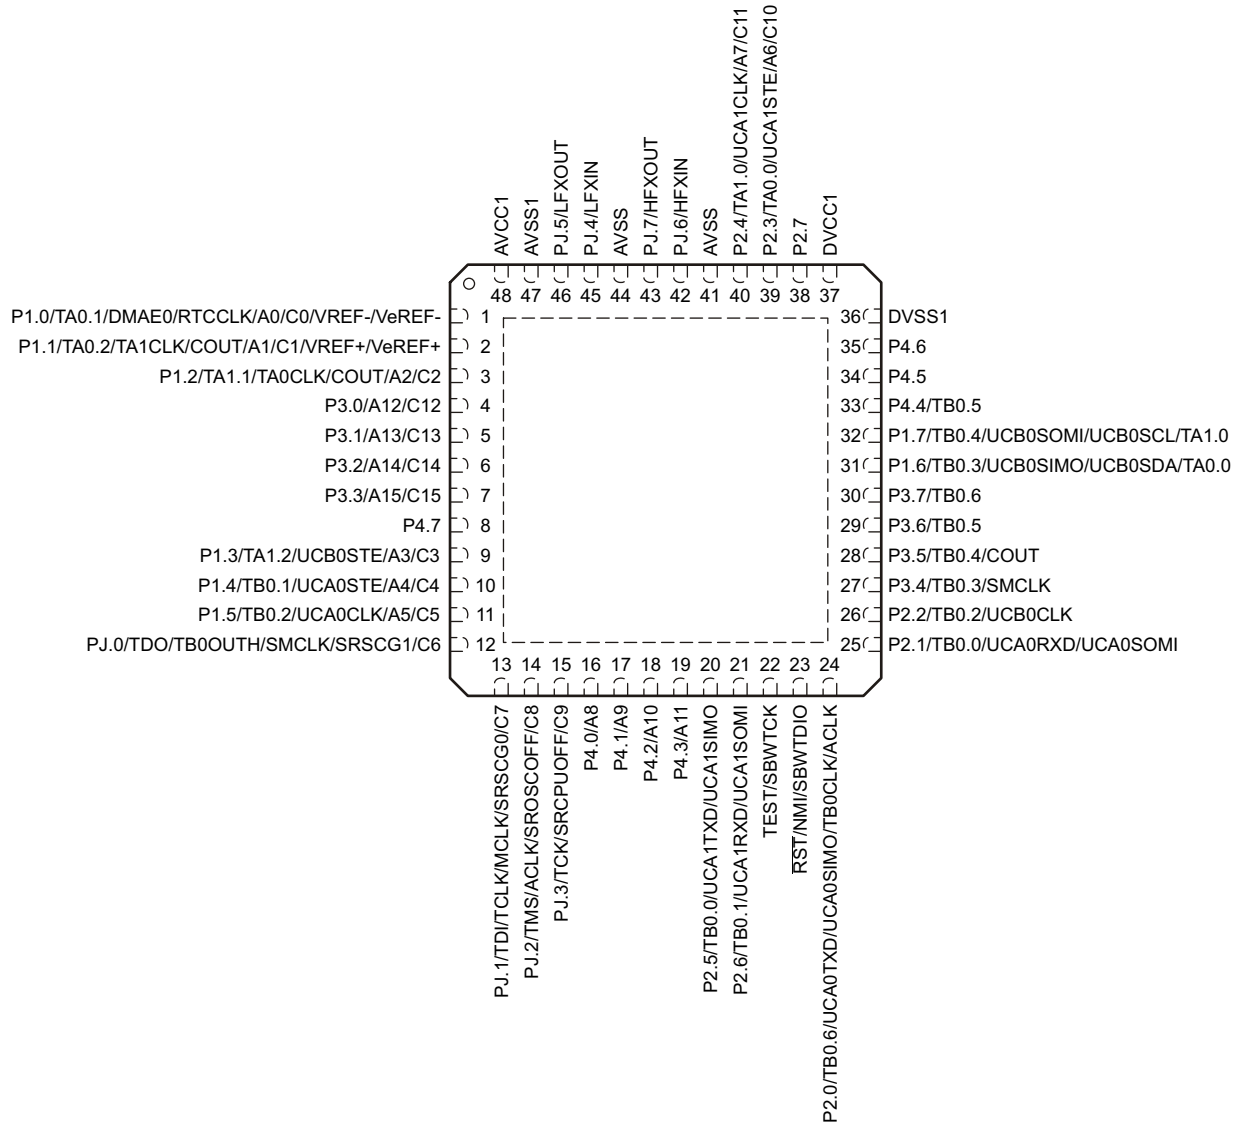 P2.4/TA1.0/UCA1CLK/A7/C11
P2.3/TA0.0/UCA1STE/A6/C10
AVCC1
AVSS1
PJ.5/LFXOUT
PJ.4/LFXIN
AVSS
PJ.7/HFXOUT
PJ.6/HFXIN
AVSS
P2.7
DVCC1
48 47 46 45 44 43 42 41 40 39 38 37
P1.0/TA0.1/DMAE0/RTCCLK/A0/C0/VREF-/VeREF- 1
P1.1/TA0.2/TA1CLK/COUT/A1/C1/VREF+/VeREF+ 2
P1.2/TA1.1/TA0CLK/COUT/A2/C2 3
P3.0/A12/C12 4
P3.1/A13/C13 5
P3.2/A14/C14 6
P3.3/A15/C15 7
P4.7 8
P1.3/TA1.2/UCB0STE/A3/C3 9
P1.4/TB0.1/UCA0STE/A4/C4 10
P1.5/TB0.2/UCA0CLK/A5/C5 11
PJ.0/TDO/TB0OUTH/SMCLK/SRSCG1/C6 12
36 DVSS1
35 P4.6
34 P4.5
33 P4.4/TB0.5
32 P1.7/TB0.4/UCB0SOMI/UCB0SCL/TA1.0
31 P1.6/TB0.3/UCB0SIMO/UCB0SDA/TA0.0
30 P3.7/TB0.6
29 P3.6/TB0.5
28 P3.5/TB0.4/COUT
27 P3.4/TB0.3/SMCLK
26 P2.2/TB0.2/UCB0CLK
25 P2.1/TB0.0/UCA0RXD/UCA0SOMI
13 14 15 16 17 18 19 20 21 22 23 24
PJ.1/TDI/TCLK/MCLK/SRSCG0/C7
PJ.2/TMS/ACLK/SROSCOFF/C8
PJ.3/TCK/SRCPUOFF/C9
P4.0/A8
P4.1/A9
P4.2/A10
P4.3/A11
P2.5/TB0.0/UCA1TXD/UCA1SIMO
P2.6/TB0.1/UCA1RXD/UCA1SOMI
TEST/SBWTCK
RST/NMI/SBWTDIO
P2.0/TB0.6/UCA0TXD/UCA0SIMO/TB0CLK/ACLK